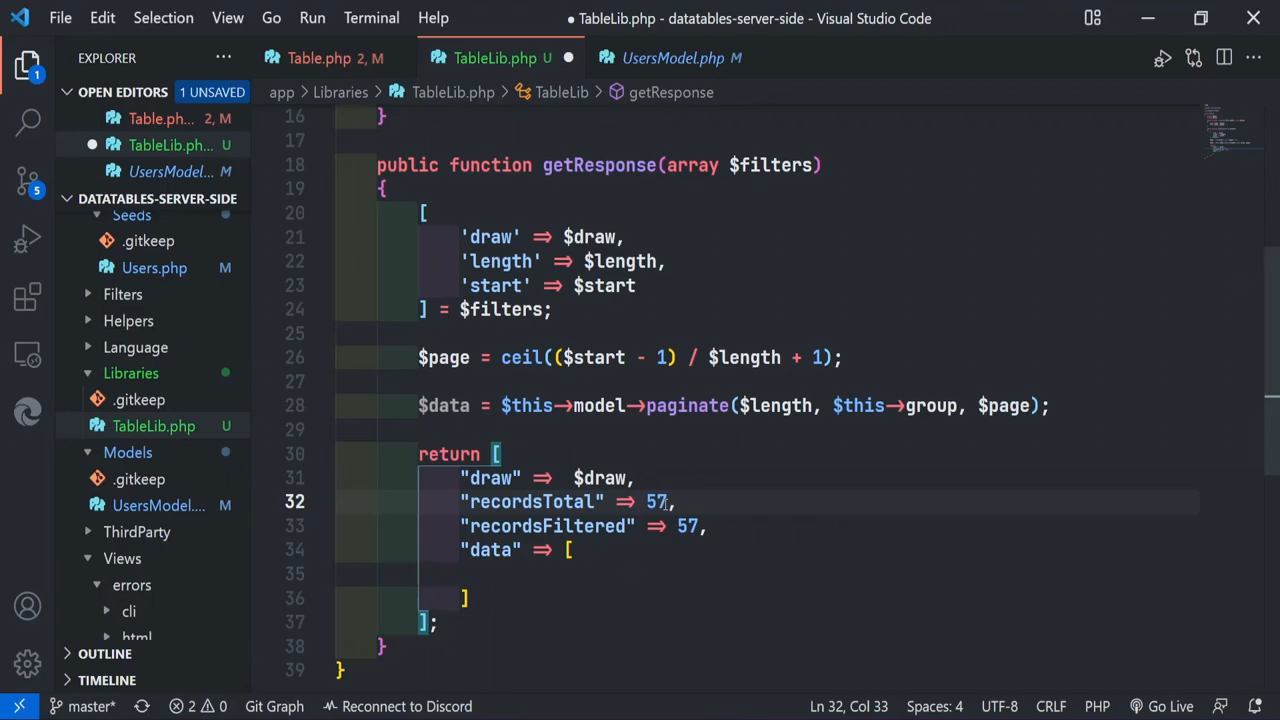 File Edit Selection View Go Run Terminal Help
● TableLib.php - datatables-server-side - Visual Studio Code
EXPLORER ...
Table.php 2, M
TableLib.php U
UsersModel.php M
1
OPEN EDITORS 1 UNSAVED
Table.ph... 2, M
TableLib.ph... U
UsersModel... M
5
DATATABLES-SERVER-SIDE
Seeds
.gitkeep
Users.php M
Filters
Helpers
Language
Libraries
.gitkeep
TableLib.php U
Models
.gitkeep
UsersModel.... M
ThirdParty
Views
errors
cli
html
OUTLINE
TIMELINE
app > Libraries > TableLib.php > TableLib > getResponse
16 }
17
18 public function getResponse(array $filters)
19 {
20 [
21 'draw' => $draw,
22 'length' => $length,
23 'start' => $start
24 ] = $filters;
25
26 $page = ceil(($start - 1) / $length + 1);
27
28 $data = $this->model->paginate($length, $this->group, $page);
29
30 return [
31 "draw" => $draw,
32 "recordsTotal" => 57,
33 "recordsFiltered" => 57,
34 "data" => [
35
36 ]
37 ];
38 }
39 }
master* 2 0 Git Graph Reconnect to Discord Ln 32, Col 33 Spaces: 4 UTF-8 CRLF PHP Go Live